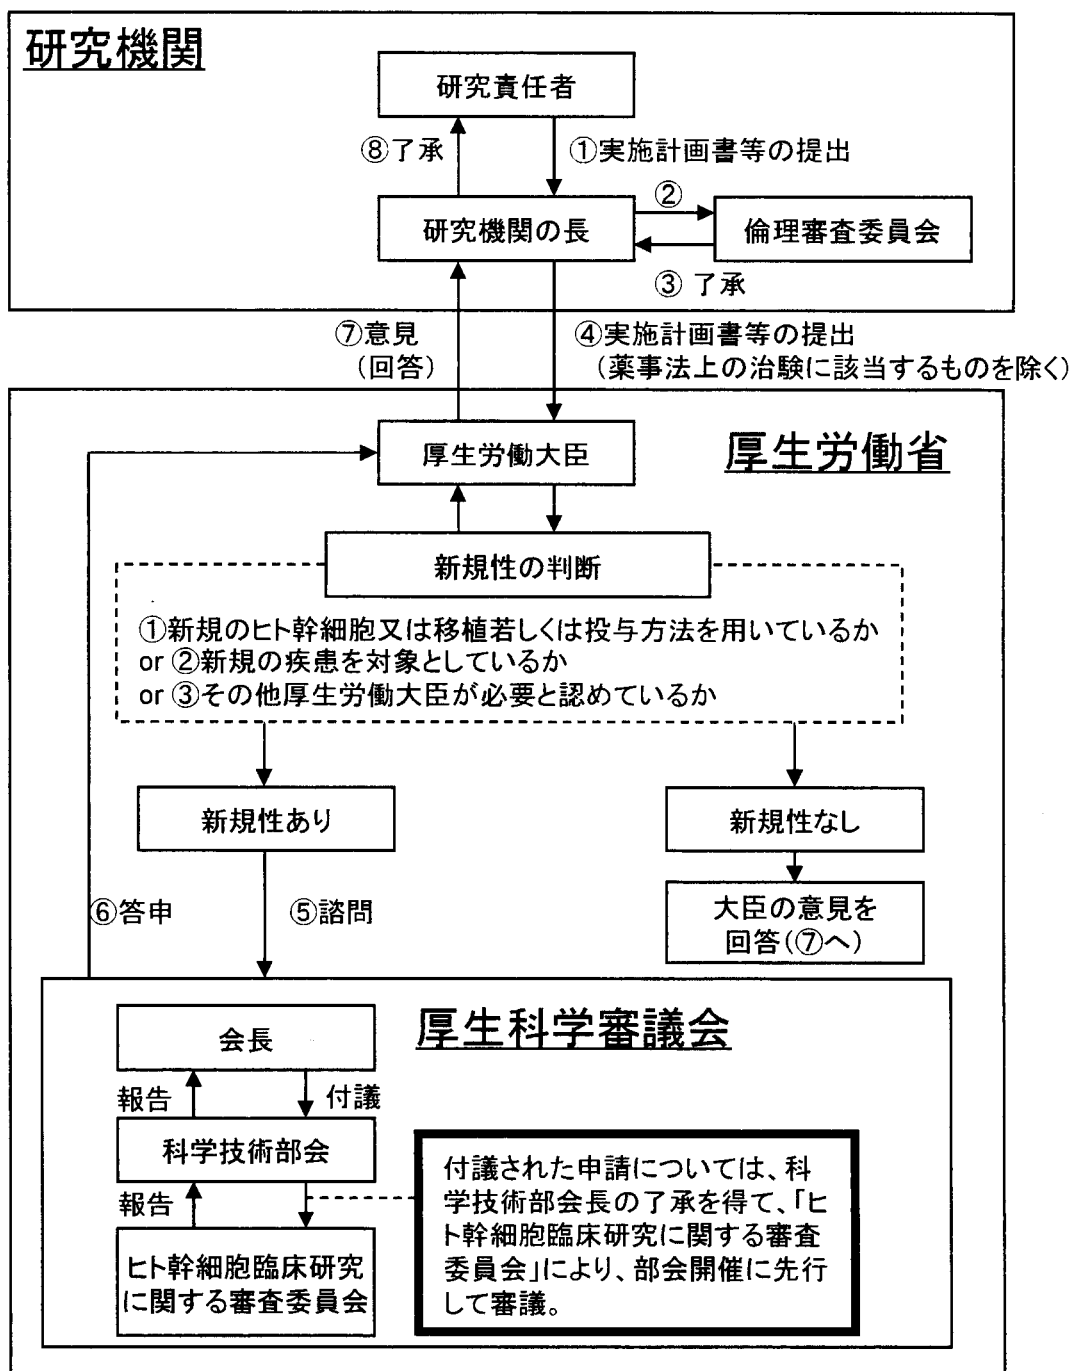 研究機関
研究責任者
⑧了承
①実施計画書等の提出
研究機関の長
②
倫理審査委員会
③ 了承
⑦意見
(回答)
④実施計画書等の提出
(薬事法上の治験に該当するものを除く)
厚生労働大臣
厚生労働省
新規性の判断
①新規のヒト幹細胞又は移植若しくは投与方法を用いているか
or ②新規の疾患を対象としているか
or ③その他厚生労働大臣が必要と認めているか
新規性あり
新規性なし
⑥答申
⑤諮問
大臣の意見を
回答(⑦へ)
厚生科学審議会
会長
報告
付議
科学技術部会
報告
ヒト幹細胞臨床研究
に関する審査委員会
付議された申請については、科
学技術部会長の了承を得て、「ヒ
ト幹細胞臨床研究に関する審査
委員会」により、部会開催に先行
して審議。